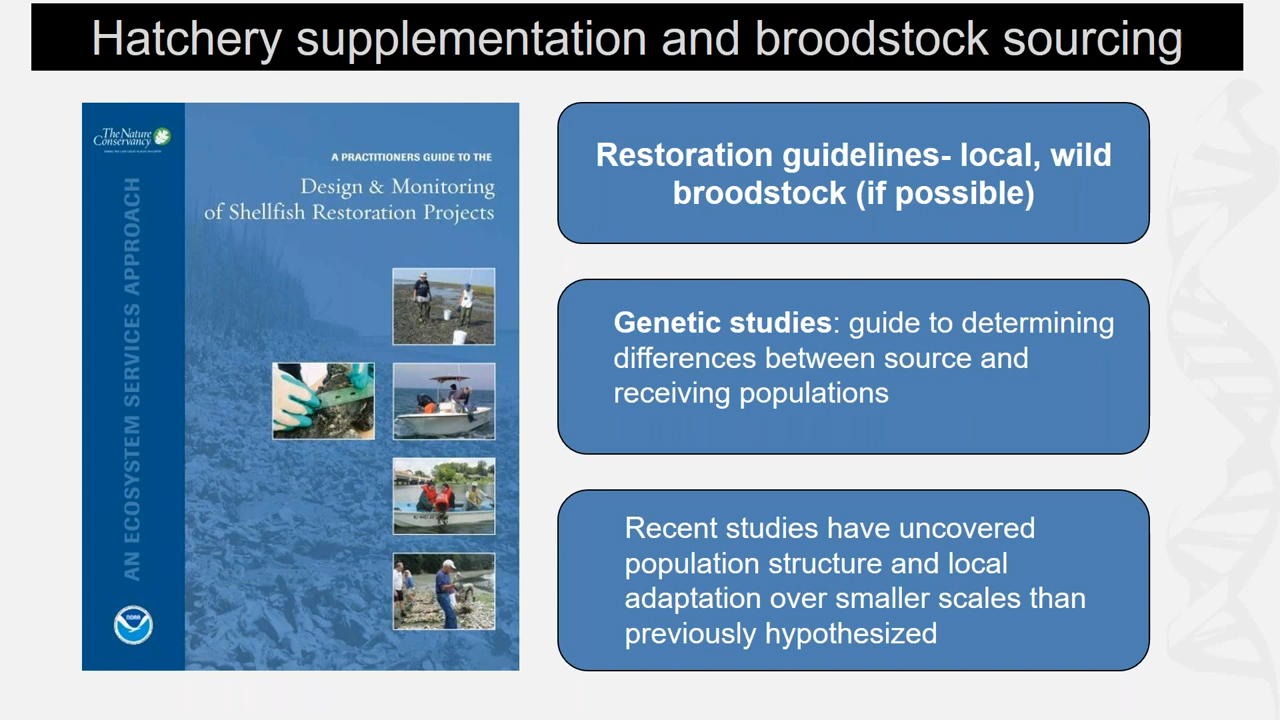 Hatchery supplementation and broodstock sourcing
The Nature
Conservancy
AN ECOSYSTEM SERVICES APPROACH
NOAA
A PRACTITIONERS GUIDE TO THE
Design & Monitoring
of Shellfish Restoration Projects
Restoration guidelines- local, wild
broodstock (if possible)
Genetic studies: guide to determining
differences between source and
receiving populations
Recent studies have uncovered
population structure and local
adaptation over smaller scales than
previously hypothesized